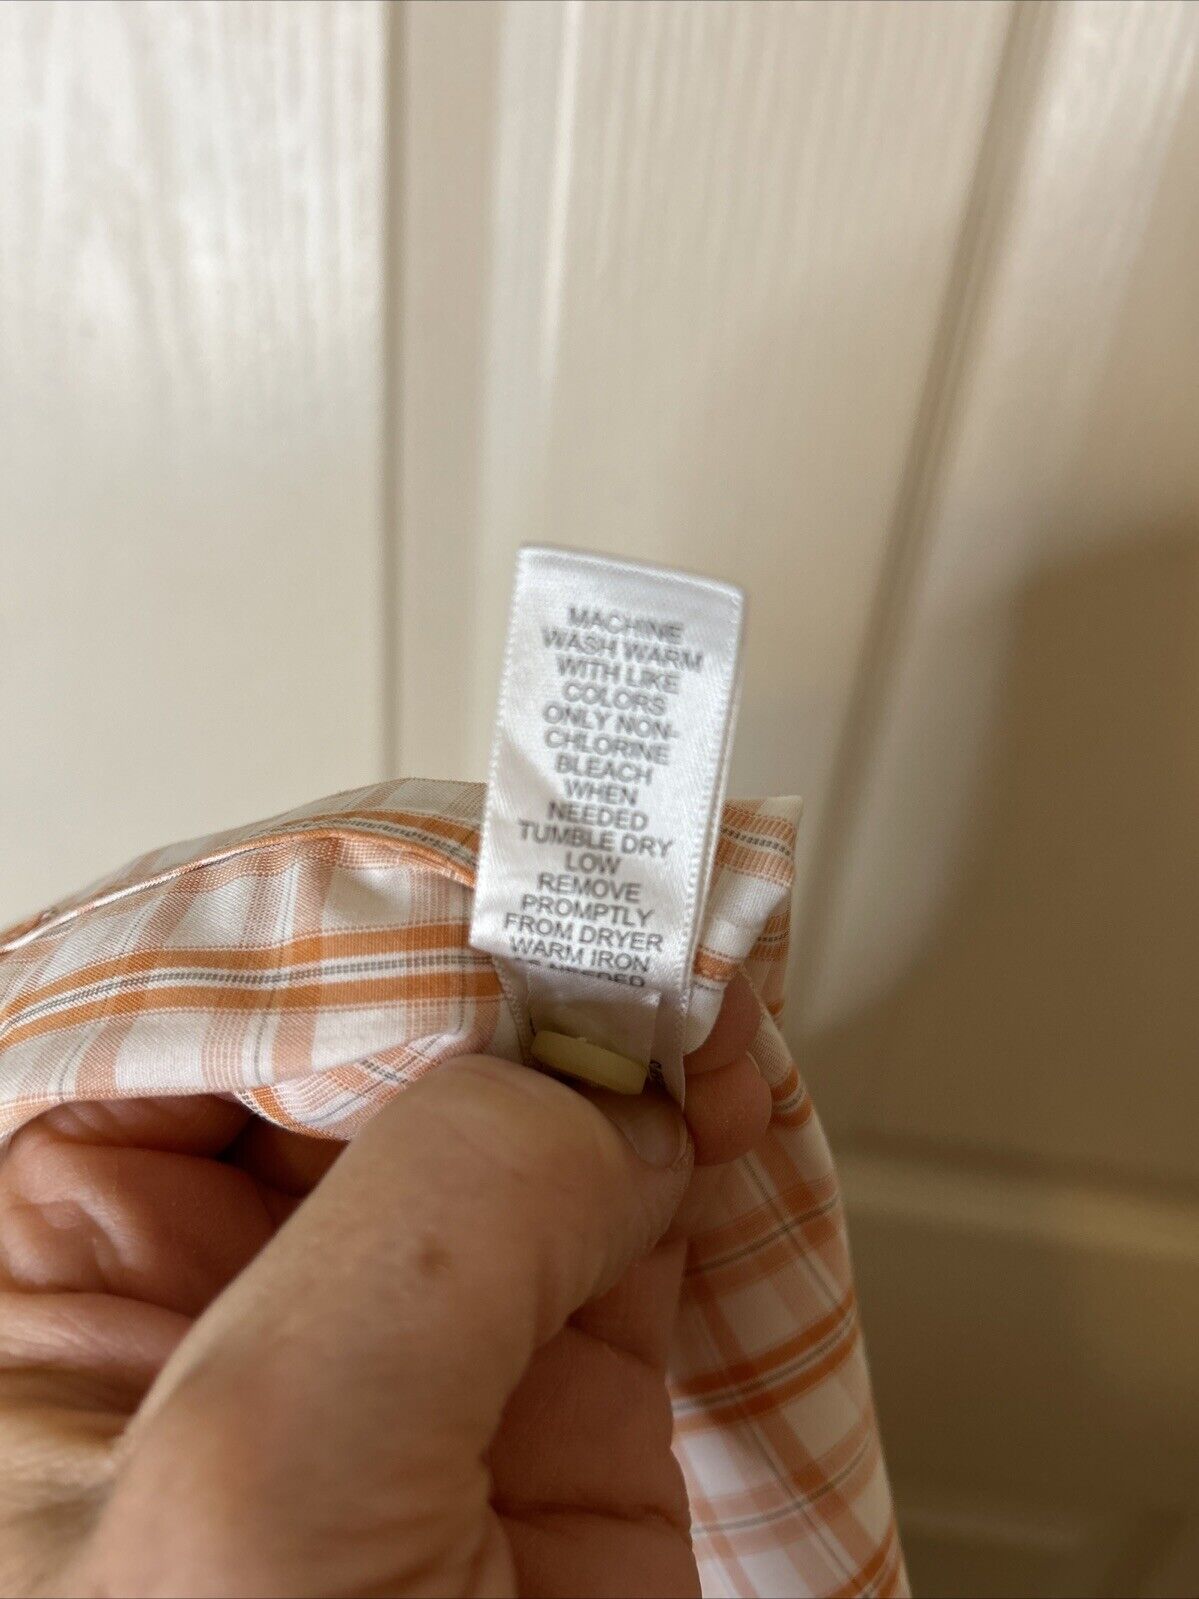 MACHINE
WASH WARM
WITH LIKE
COLORS
ONLY NON-
CHLORINE
BLEACH
WHEN
NEEDED
TUMBLE DRY
LOW
REMOVE
PROMPTLY
FROM DRYER
WARM IRON
NEEDED